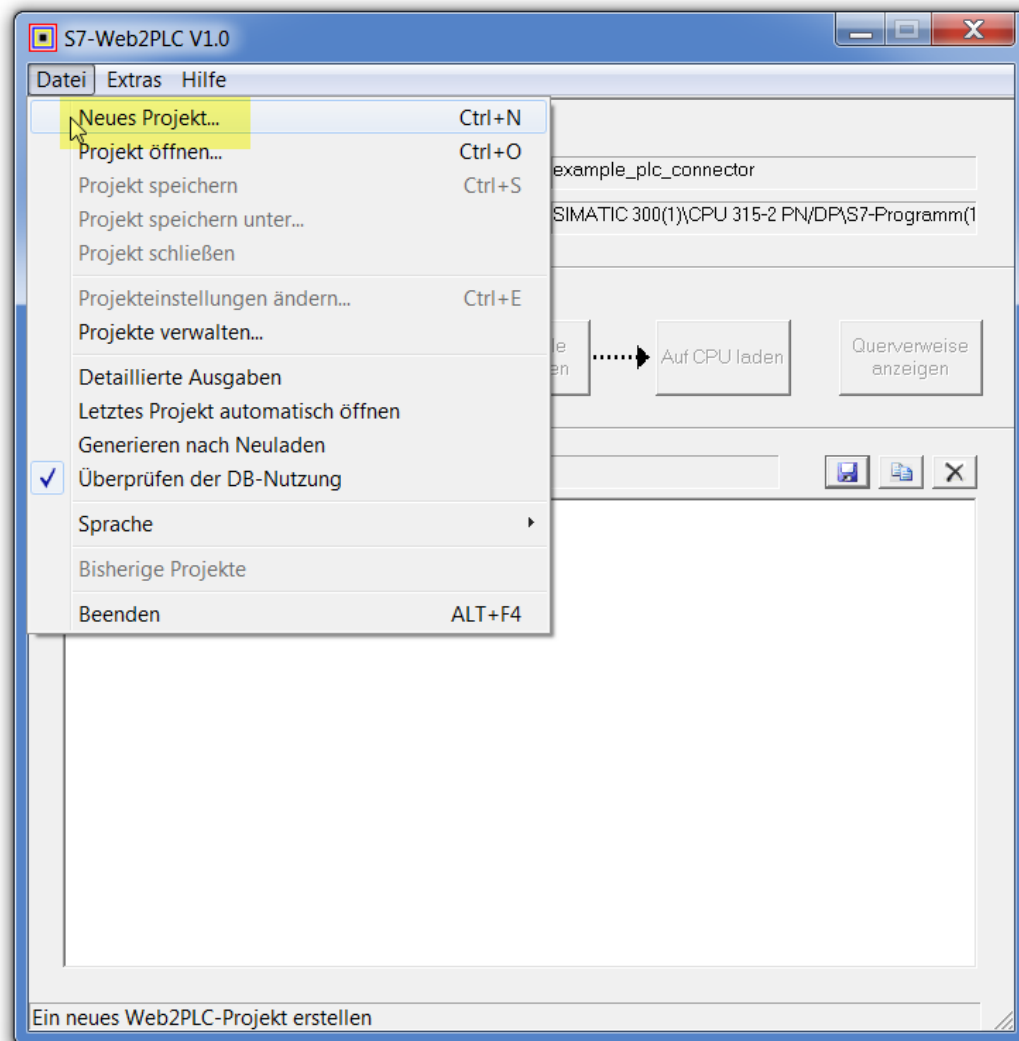 S7-Web2PLC V1.0
Datei Extras Hilfe
Neues Projekt... Ctrl+N
Projekt öffnen... Ctrl+O
Projekt speichern Ctrl+S
Projekt speichern unter...
Projekt schließen
Projekteinstellungen ändern... Ctrl+E
Projekte verwalten...
Detaillierte Ausgaben
Letztes Projekt automatisch öffnen
Generieren nach Neuladen
Überprüfen der DB-Nutzung
Sprache
Bisherige Projekte
Beenden ALT+F4
example_plc_connector
SIMATIC 300(1)\CPU 315-2 PN/DP\S7-Programm(1
le
en
Auf CPU laden
Querverweise
anzeigen
Ein neues Web2PLC-Projekt erstellen